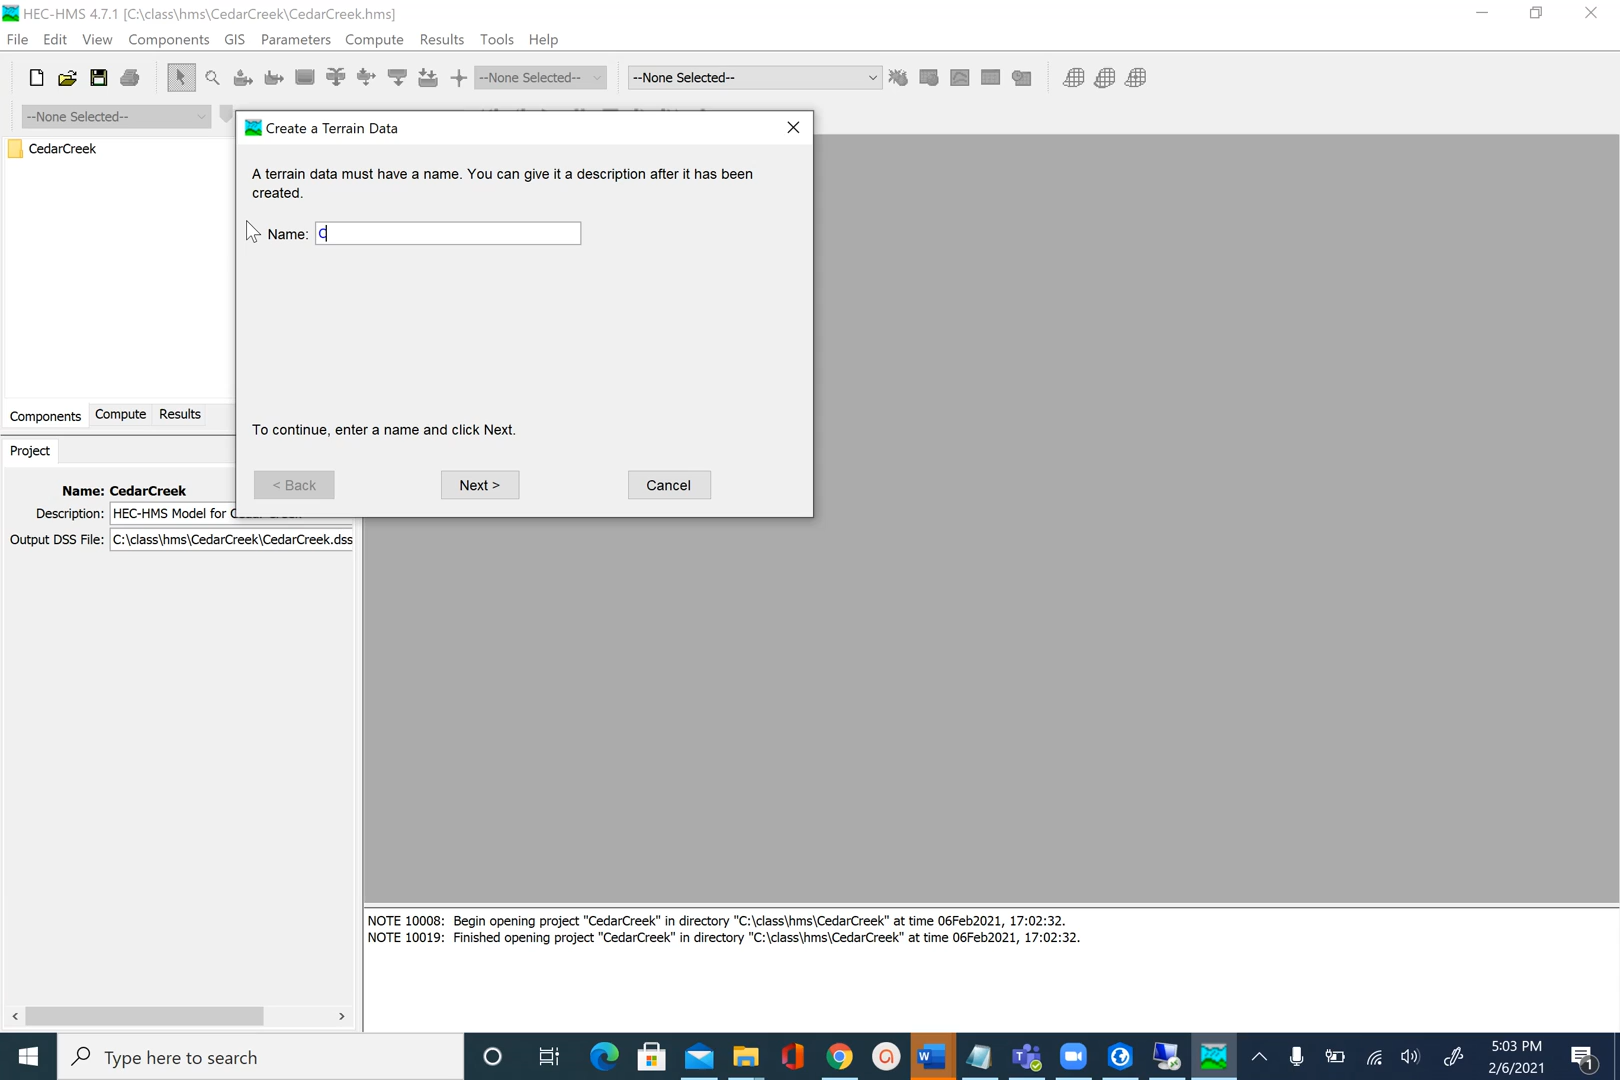 HEC-HMS 4.7.1 [C:\class\hms\CedarCreek\CedarCreek.hms]
File Edit View Components GIS Parameters Compute Results Tools Help
--None Selected-- --None Selected--
--None Selected--
Create a Terrain Data
CedarCreek
A terrain data must have a name. You can give it a description after it has been
created.
Name: C
Components Compute Results
To continue, enter a name and click Next.
Project
< Back Next > Cancel
Name: CedarCreek
Description: HEC-HMS Model for
Output DSS File: C:\class\hms\CedarCreek\CedarCreek.dss
NOTE 10008: Begin opening project "CedarCreek" in directory "C:\class\hms\CedarCreek" at time 06Feb2021, 17:02:32.
NOTE 10019: Finished opening project "CedarCreek" in directory "C:\class\hms\CedarCreek" at time 06Feb2021, 17:02:32.
Type here to search
5:03 PM
2/6/2021
1